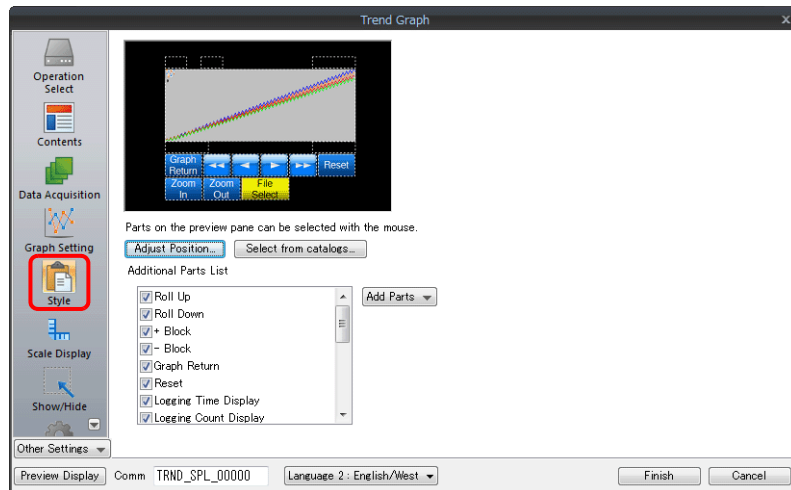 Trend Graph
x
Operation
Select
Contents
Data Acquisition
Graph Setting
Style
Scale Display
Show/Hide
Other Settings
Graph
Return
Reset
Zoom
In
Zoom
Out
File
Select
Parts on the preview pane can be selected with the mouse.
Adjust Position...
Select from catalogs...
Additional Parts List
Roll Up
Roll Down
+ Block
- Block
Graph Return
Reset
Logging Time Display
Logging Count Display
Add Parts
Preview Display
Comm
TRND_SPL_00000
Language 2 : English/West
Finish
Cancel